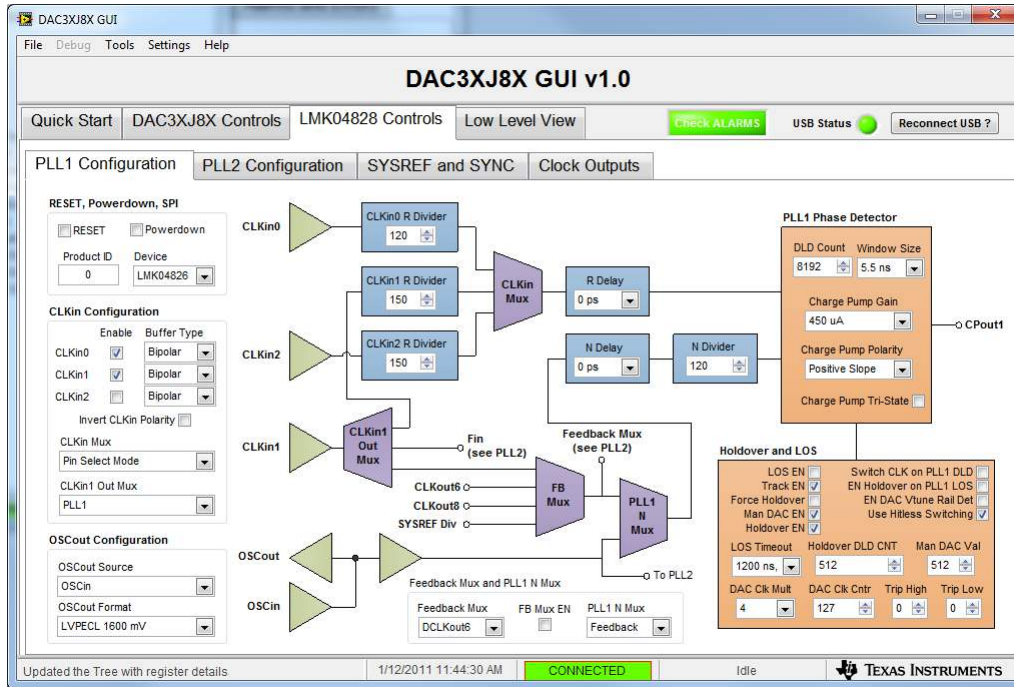 DAC3XJ8X GUI
File Debug Tools Settings Help
DAC3XJ8X GUI v1.0
Quick Start DAC3XJ8X Controls LMK04828 Controls Low Level View Check ALARMS USB Status Reconnect USB ?
PLL1 Configuration PLL2 Configuration SYSREF and SYNC Clock Outputs
RESET, Powerdown, SPI
RESET Powerdown
Product ID Device
0 LMK04826
CLKin Configuration
Enable Buffer Type
CLKin0 Bipolar
CLKin1 Bipolar
CLKin2 Bipolar
Invert CLKin Polarity
CLKin Mux
Pin Select Mode
CLKin1 Out Mux
PLL1
OSCout Configuration
OSCout Source
OSCin
OSCout Format
LVPECL 1600 mV
CLKin0
CLKin0 R Divider
120
CLKin1 R Divider
150
CLKin2
CLKin2 R Divider
150
CLKin
Mux
R Delay
0 ps
N Delay
0 ps
N Divider
120
CLKin1
CLKin1
Out
Mux
Fin
(see PLL2)
Feedback Mux
(see PLL2)
CLKout6
CLKout8
SYSREF Div
FB
Mux
PLL1
N
Mux
OSCout
OSCin
To PLL2
Feedback Mux and PLL1 N Mux
Feedback Mux FB Mux EN PLL1 N Mux
DCLKout6 Feedback
PLL1 Phase Detector
DLD Count Window Size
8192 5.5 ns
Charge Pump Gain
450 uA
Charge Pump Polarity
Positive Slope
Charge Pump Tri-State
CPout1
Holdover and LOS
LOS EN Switch CLK on PLL1 DLD
Track EN EN Holdover on PLL1 LOS
Force Holdover EN DAC Vtune Rail Det
Man DAC EN Use Hitless Switching
Holdover EN
LOS Timeout Holdover DLD CNT Man DAC Val
1200 ns, 512 512
DAC Clk Mult DAC Clk Cntr Trip High Trip Low
4 127 0 0
Updated the Tree with register details 1/12/2011 11:44:30 AM CONNECTED Idle TEXAS INSTRUMENTS